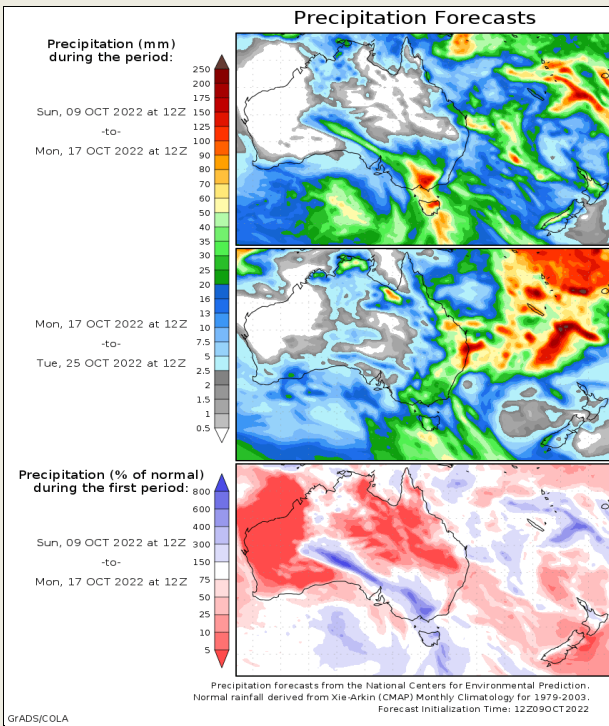 Precipitation Forecasts
Precipitation (mm)
during the period:
250
200
175
150
125
100
90
80
70
60
50
40
35
30
25
20
16
13
10
7.5
5
2.5
2
1.5
1
0.5
Sun, 09 OCT 2022 at 12Z
-to-
Mon, 17 OCT 2022 at 12Z
Mon, 17 OCT 2022 at 12Z
-to-
Tue, 25 OCT 2022 at 12Z
Precipitation (% of normal)
during the first period:
800
600
400
300
150
75
50
25
10
5
Sun, 09 OCT 2022 at 12Z
-to-
Mon, 17 OCT 2022 at 12Z
Precipitation forecasts from the National Centers for Environmental Prediction.
Normal rainfall derived from Xie-Arkin (CMAP) Monthly Climatology for 1979-2003.
Forecast Initialization Time: 12Z09OCT2022
GrADS/COLA